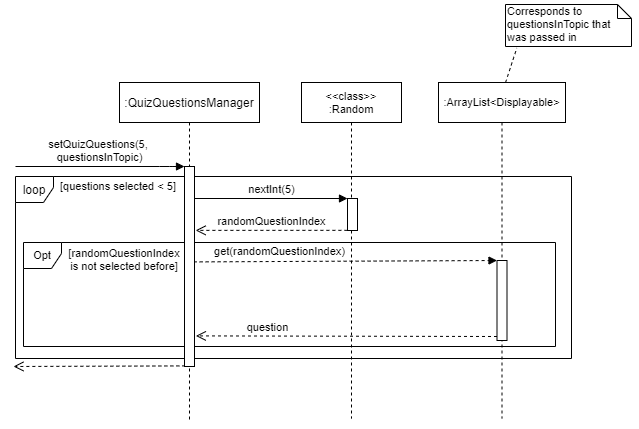 Corresponds to
questionsInTopic that
was passed in
:QuizQuestionsManager
<<class>>
:Random
:ArrayList<Displayable>
setQuizQuestions(5,
questionsInTopic)
loop
[questions selected < 5]
nextInt(5)
randomQuestionIndex
Opt
[randomQuestionIndex
is not selected before]
get(randomQuestionIndex)
question